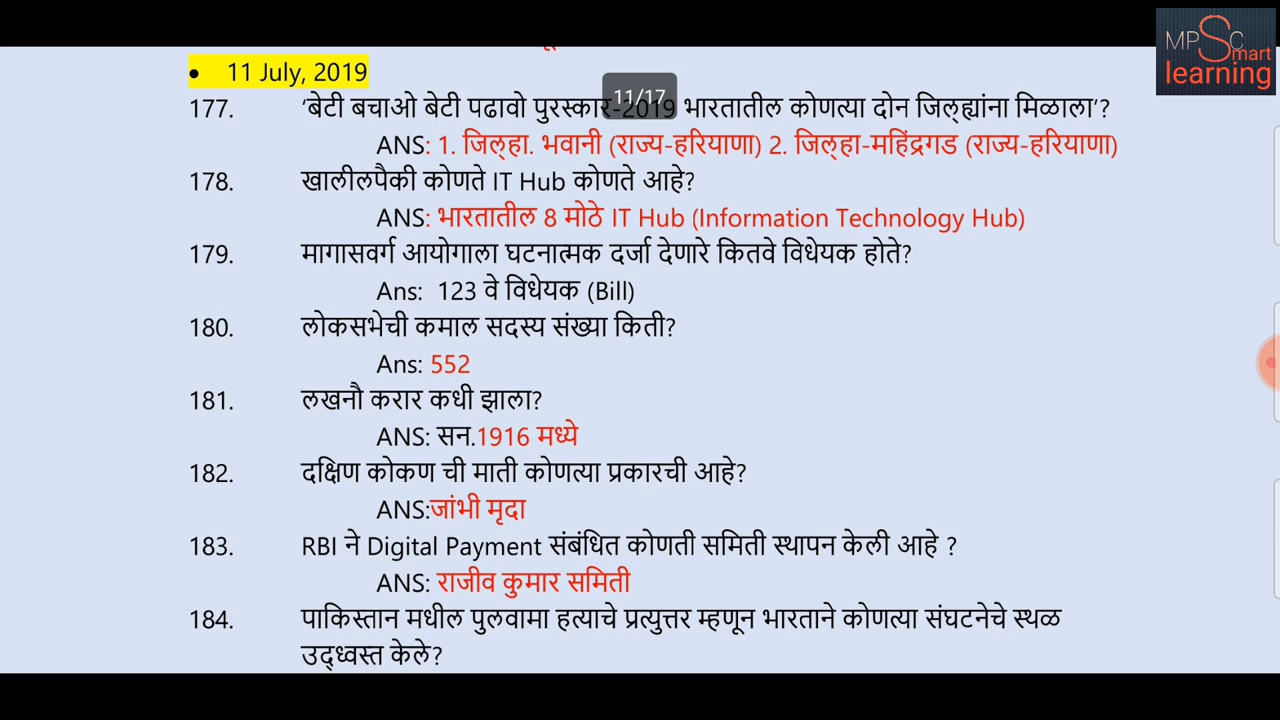 MPSC Smart learning
• 11 July, 2019
11/17
177. ‘बेटी बचाओ बेटी पढावो पुरस्कार-2019 भारतातील कोणत्या दोन जिल्ह्यांना मिळाला’?
ANS: 1. जिल्हा. भवानी (राज्य-हरियाणा) 2. जिल्हा-महिंद्रगड (राज्य-हरियाणा)
178. खालीलपैकी कोणते IT Hub कोणते आहे?
ANS: भारतातील 8 मोठे IT Hub (Information Technology Hub)
179. मागासवर्ग आयोगाला घटनात्मक दर्जा देणारे कितवे विधेयक होते?
Ans: 123 वे विधेयक (Bill)
180. लोकसभेची कमाल सदस्य संख्या किती?
Ans: 552
181. लखनौ करार कधी झाला?
ANS: सन.1916 मध्ये
182. दक्षिण कोकण ची माती कोणत्या प्रकारची आहे?
ANS:जांभी मृदा
183. RBI ने Digital Payment संबंधित कोणती समिती स्थापन केली आहे ?
ANS: राजीव कुमार समिती
184. पाकिस्तान मधील पुलवामा हत्याचे प्रत्युत्तर म्हणून भारताने कोणत्या संघटनेचे स्थळ
उद्ध्वस्त केले?